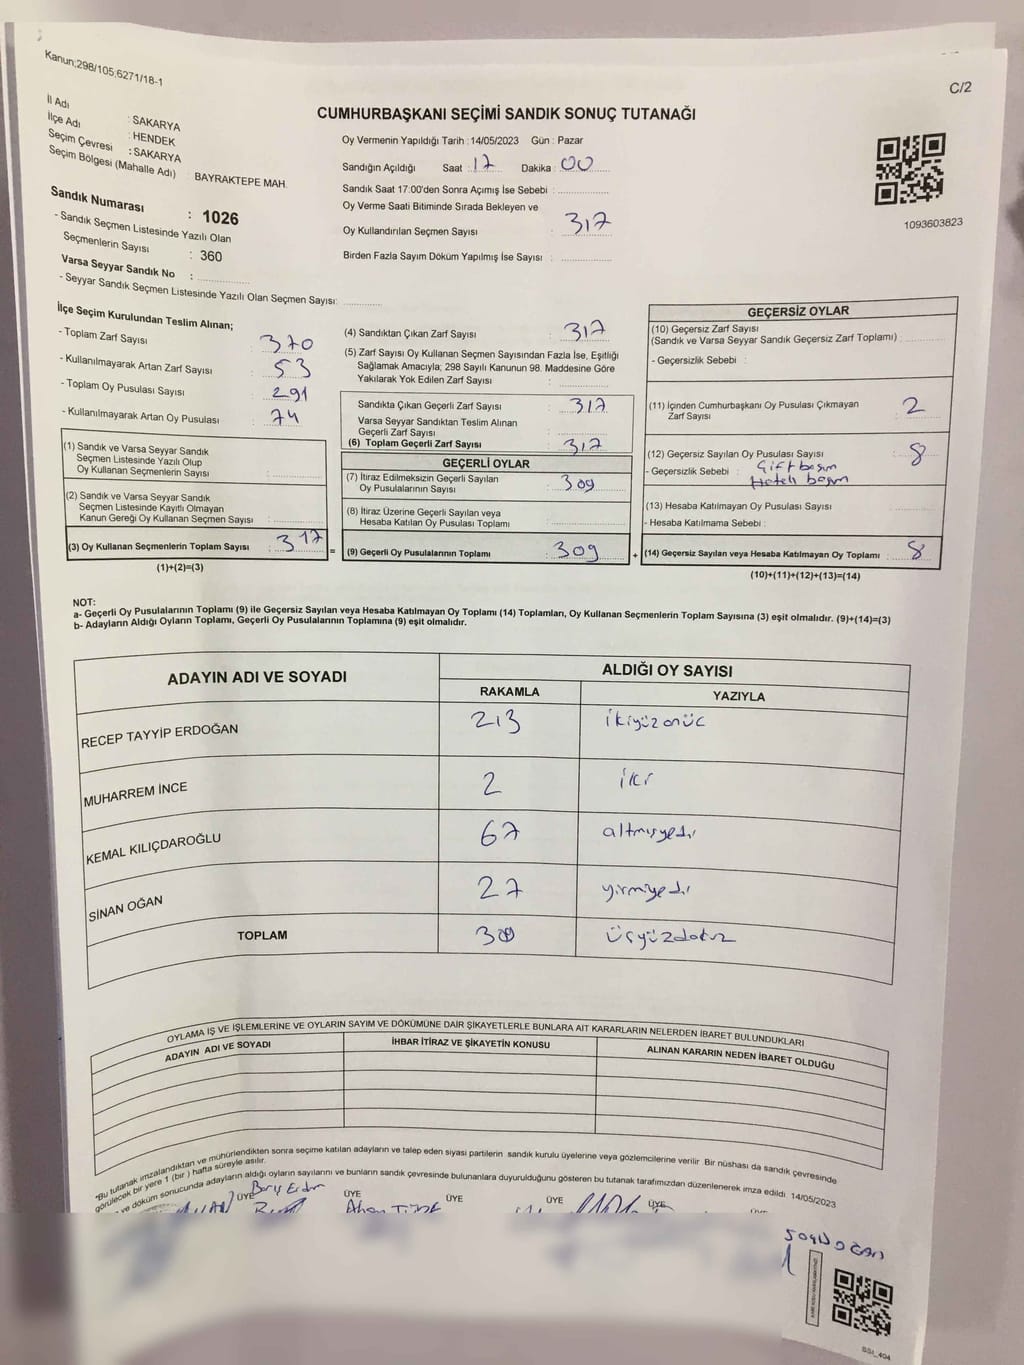 Kanun;298/105,6271/18-1
C/2
CUMHURBAŞKANI SEÇİMİ SANDIK SONUÇ TUTANAĞI
İl Adı : SAKARYA
İlçe Adı : HENDEK
Seçim Çevresi : SAKARYA
Seçim Bölgesi (Mahalle Adı) : BAYRAKTEPE MAH.
Sandık Numarası : 1026
- Sandık Seçmen Listesinde Yazılı Olan
Seçmenlerin Sayısı : 360
Varsa Seyyar Sandık No :
- Seyyar Sandık Seçmen Listesinde Yazılı Olan Seçmen Sayısı:
Oy Vermenin Yapıldığı Tarih : 14/05/2023 Gün : Pazar
Sandığın Açıldığı Saat : 17 Dakika : 00
Sandık Saat 17:00'den Sonra Açımış İse Sebebi :
Oy Verme Saati Bitiminde Sırada Bekleyen ve
Oy Kullandırılan Seçmen Sayısı : 317
Birden Fazla Sayım Döküm Yapılmış İse Sayısı :
1093603823
İlçe Seçim Kurulundan Teslim Alınan;
- Toplam Zarf Sayısı : 370
- Kullanılmayarak Artan Zarf Sayısı : 53
- Toplam Oy Pusulası Sayısı : 291
- Kullanılmayarak Artan Oy Pusulası : 74
(1) Sandık ve Varsa Seyyar Sandık
Seçmen Listesinde Yazılı Olup
Oy Kullanan Seçmenlerin Sayısı :
(2) Sandık ve Varsa Seyyar Sandık
Seçmen Listesinde Kayıtlı Olmayan
Kanun Gereği Oy Kullanan Seçmen Sayısı :
(3) Oy Kullanan Seçmenlerin Toplam Sayısı : 317
(1)+(2)=(3)
=
(4) Sandıktan Çıkan Zarf Sayısı : 317
(5) Zarf Sayısı Oy Kullanan Seçmen Sayısından Fazla İse, Eşitliği
Sağlamak Amacıyla; 298 Sayılı Kanunun 98. Maddesine Göre
Yakılarak Yok Edilen Zarf Sayısı :
Sandıkta Çıkan Geçerli Zarf Sayısı : 317
Varsa Seyyar Sandıktan Teslim Alınan
Geçerli Zarf Sayısı :
(6) Toplam Geçerli Zarf Sayısı : 317
GEÇERLİ OYLAR
(7) İtiraz Edilmeksizin Geçerli Sayılan
Oy Pusulalarının Sayısı : 309
(8) İtiraz Üzerine Geçerli Sayılan veya
Hesaba Katılan Oy Pusulası Toplamı :
(9) Geçerli Oy Pusulalarının Toplamı : 309
+
GEÇERSİZ OYLAR
(10) Geçersiz Zarf Sayısı
(Sandık ve Varsa Seyyar Sandık Geçersiz Zarf Toplamı) :
- Geçersizlik Sebebi :
(11) İçinden Cumhurbaşkanı Oy Pusulası Çıkmayan
Zarf Sayısı : 2
(12) Geçersiz Sayılan Oy Pusulası Sayısı : 8
- Geçersizlik Sebebi : Çift basım
Hatalı basım
(13) Hesaba Katılmayan Oy Pusulası Sayısı :
- Hesaba Katılmama Sebebi :
(14) Geçersiz Sayılan veya Hesaba Katılmayan Oy Toplamı : 8
(10)+(11)+(12)+(13)=(14)
NOT:
a- Geçerli Oy Pusulalarının Toplamı (9) ile Geçersiz Sayılan veya Hesaba Katılmayan Oy Toplamı (14) Toplamları, Oy Kullanan Seçmenlerin Toplam Sayısına (3) eşit olmalıdır. (9)+(14)=(3)
b- Adayların Aldığı Oyların Toplamı, Geçerli Oy Pusulalarının Toplamına (9) eşit olmalıdır.
ADAYIN ADI VE SOYADI ALDIĞI OY SAYISI
RAKAMLA YAZIYLA
RECEP TAYYİP ERDOĞAN 213 ikiyüzonüç
MUHARREM İNCE 2 iki
KEMAL KILIÇDAROĞLU 67 altmışyedi
SİNAN OĞAN 27 yirmiyedi
TOPLAM 309 üçyüzdokuz
OYLAMA İŞ VE İŞLEMLERİNE VE OYLARIN SAYIM VE DÖKÜMÜNE DAİR ŞİKAYETLERLE BUNLARA AİT KARARLARIN NELERDEN İBARET BULUNDUKLARI
ADAYIN ADI VE SOYADI İHBAR İTİRAZ VE ŞİKAYETİN KONUSU ALINAN KARARIN NEDEN İBARET OLDUĞU
"Bu tutanak imzalandıktan ve mühürlendikten sonra seçime katılan adayların ve talep eden siyasi partilerin sandık kurulu üyelerine veya gözlemcilerine verilir. Bir nüshası da sandık çevresinde
görülecek bir yere 1 (bir) hafta süreyle asılır.
ve döküm sonucunda adayların aldığı oyların sayılarını ve bunların sandık çevresinde bulunanlara duyurulduğunu gösteren bu tutanak tarafımızdan düzenlenerek imza edildi. 14/05/2023
ÜYE ÜYE ÜYE ÜYE ÜYE